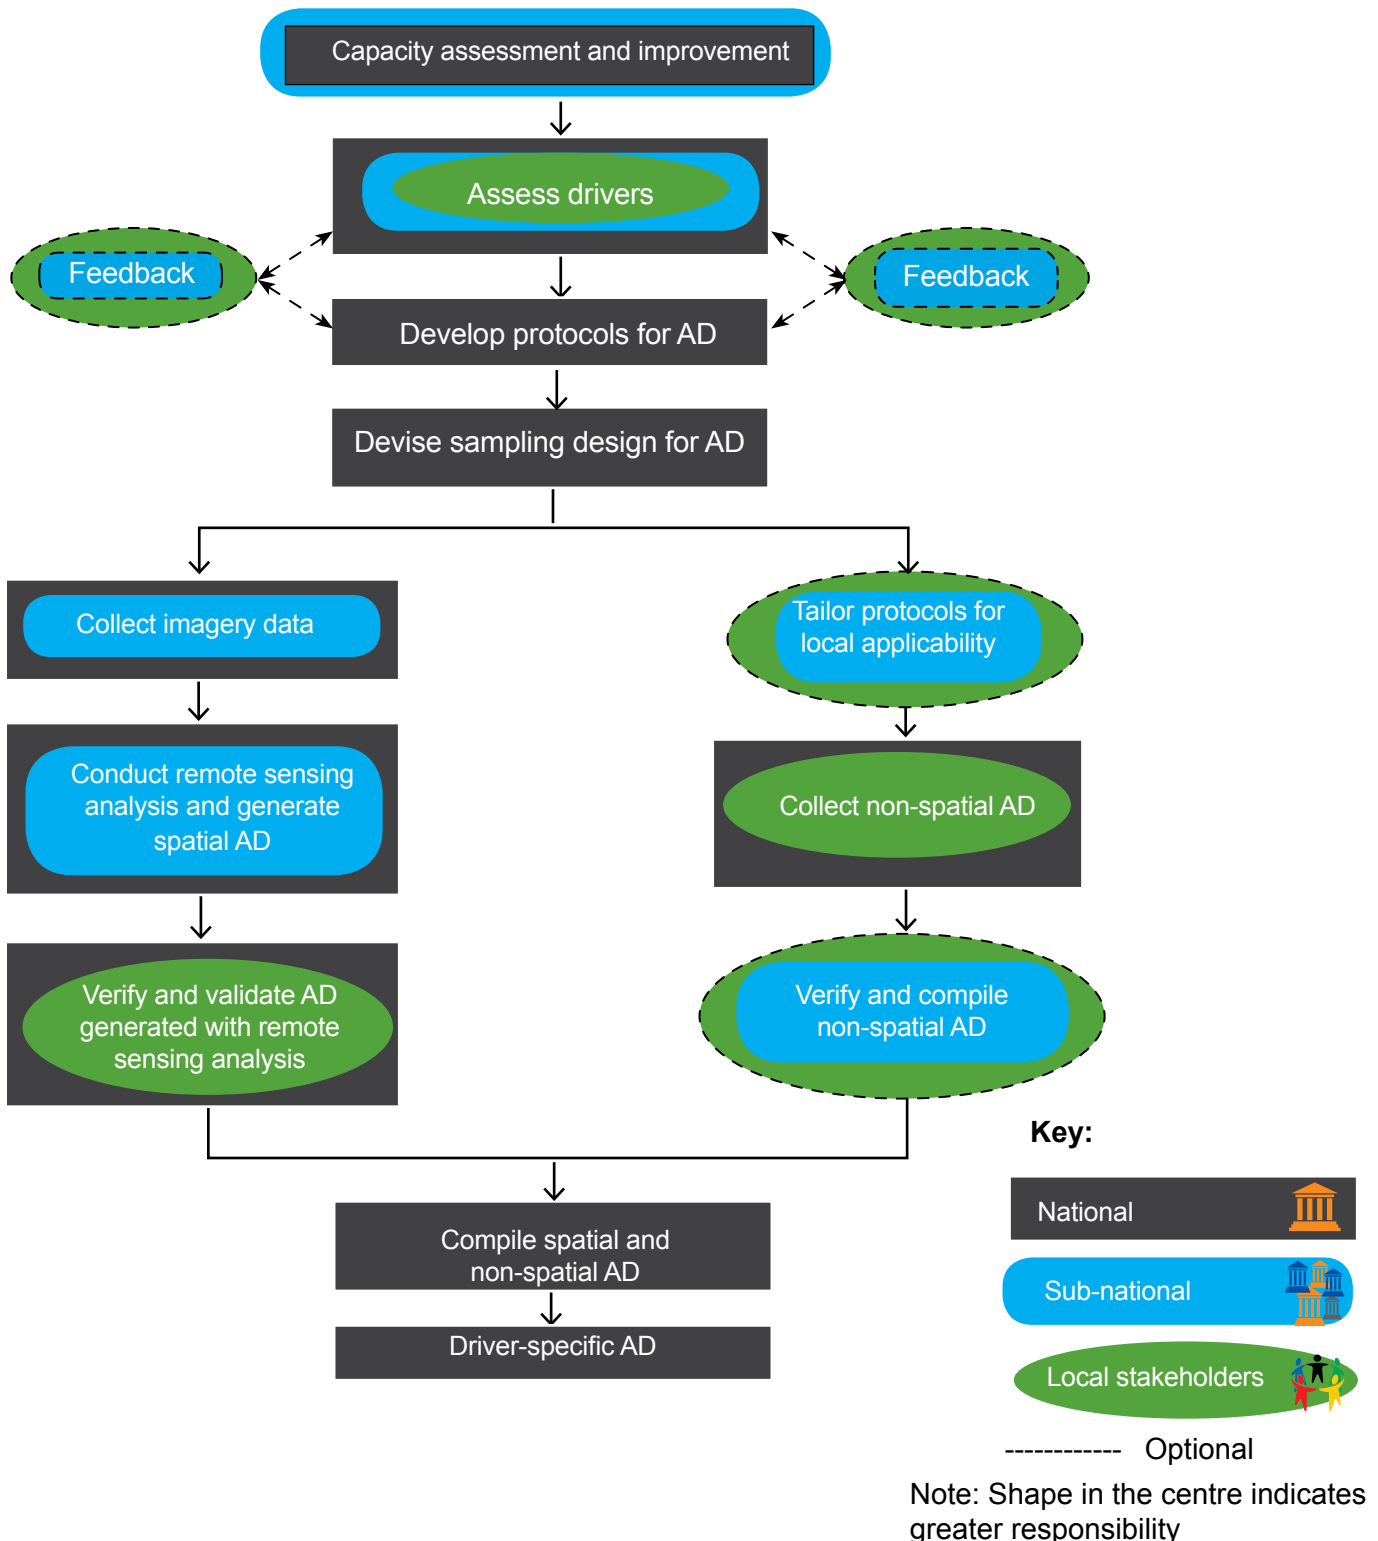 Capacity assessment and improvement
Assess drivers
Feedback
Feedback
Develop protocols for AD
Devise sampling design for AD
Collect imagery data
Tailor protocols for
local applicability
Conduct remote sensing
analysis and generate
spatial AD
Collect non-spatial AD
Verify and validate AD
generated with remote
sensing analysis
Verify and compile
non-spatial AD
Compile spatial and
non-spatial AD
Driver-specific AD
Key:
National
Sub-national
Local stakeholders
------------ Optional
Note: Shape in the centre indicates
greater responsibility